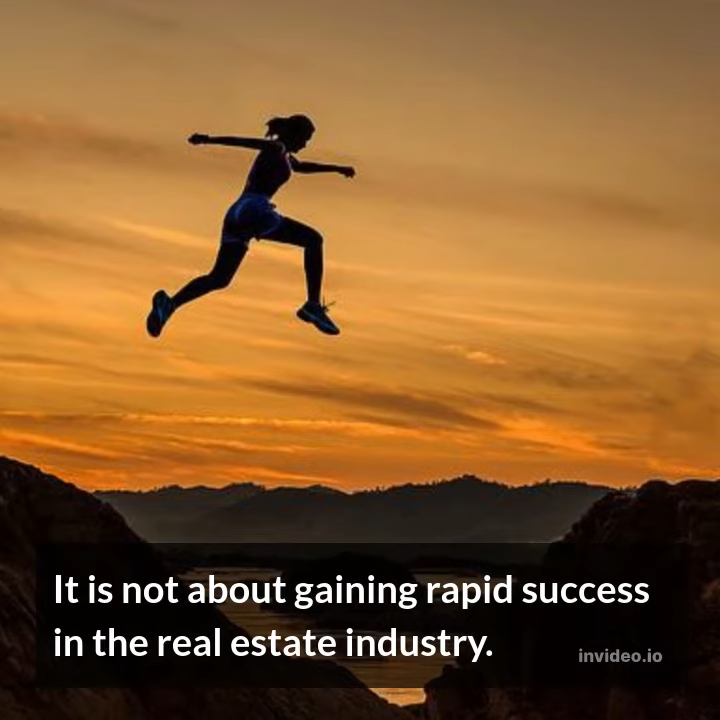 It is not about gaining rapid success
in the real estate industry.
invideo.io